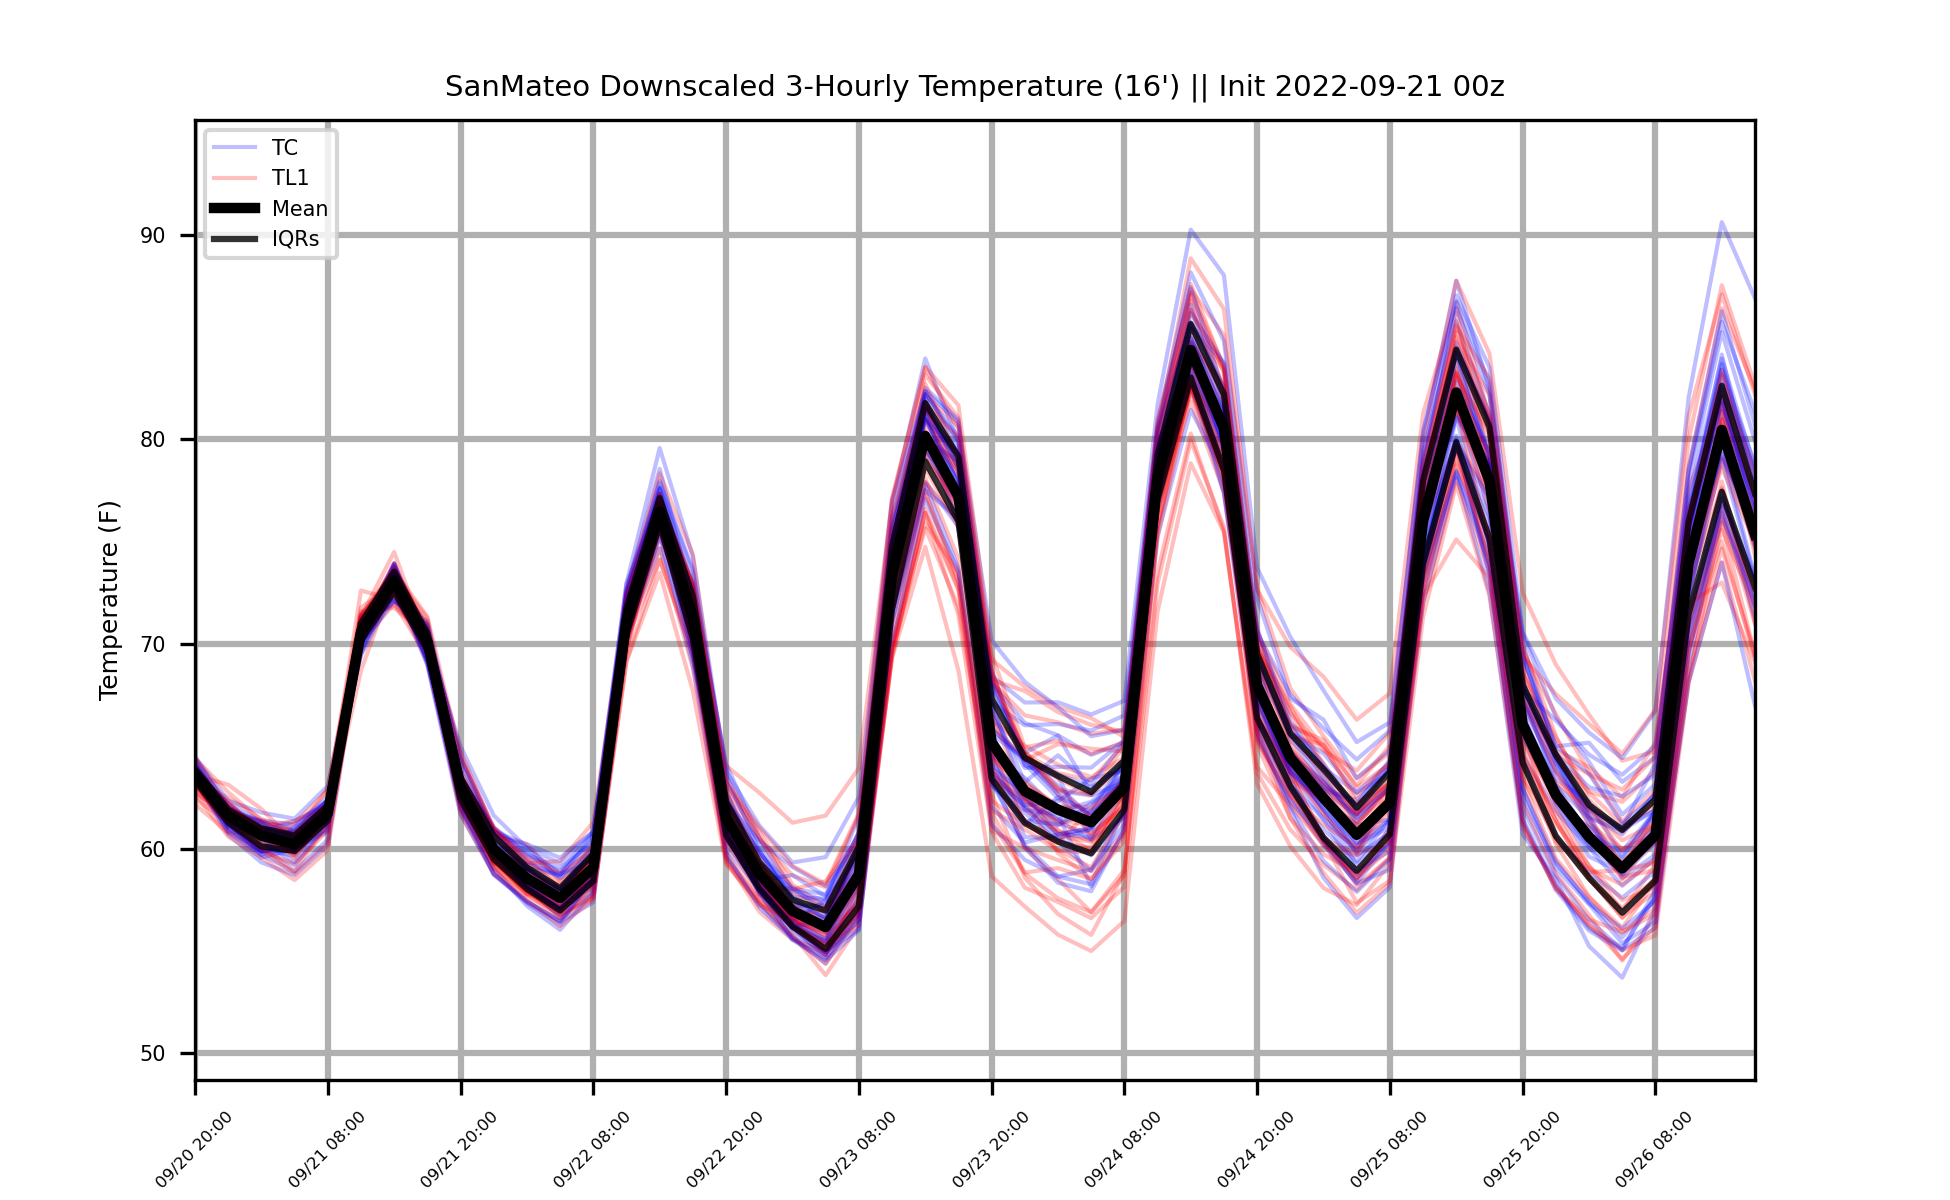 SanMateo Downscaled 3-Hourly Temperature (16') || Init 2022-09-21 00z
TC
TL1
Mean
IQRs
Temperature (F)
90
80
70
60
50
09/20 20:00
09/21 08:00
09/21 20:00
09/22 08:00
09/22 20:00
09/23 08:00
09/23 20:00
09/24 08:00
09/24 20:00
09/25 08:00
09/25 20:00
09/26 08:00